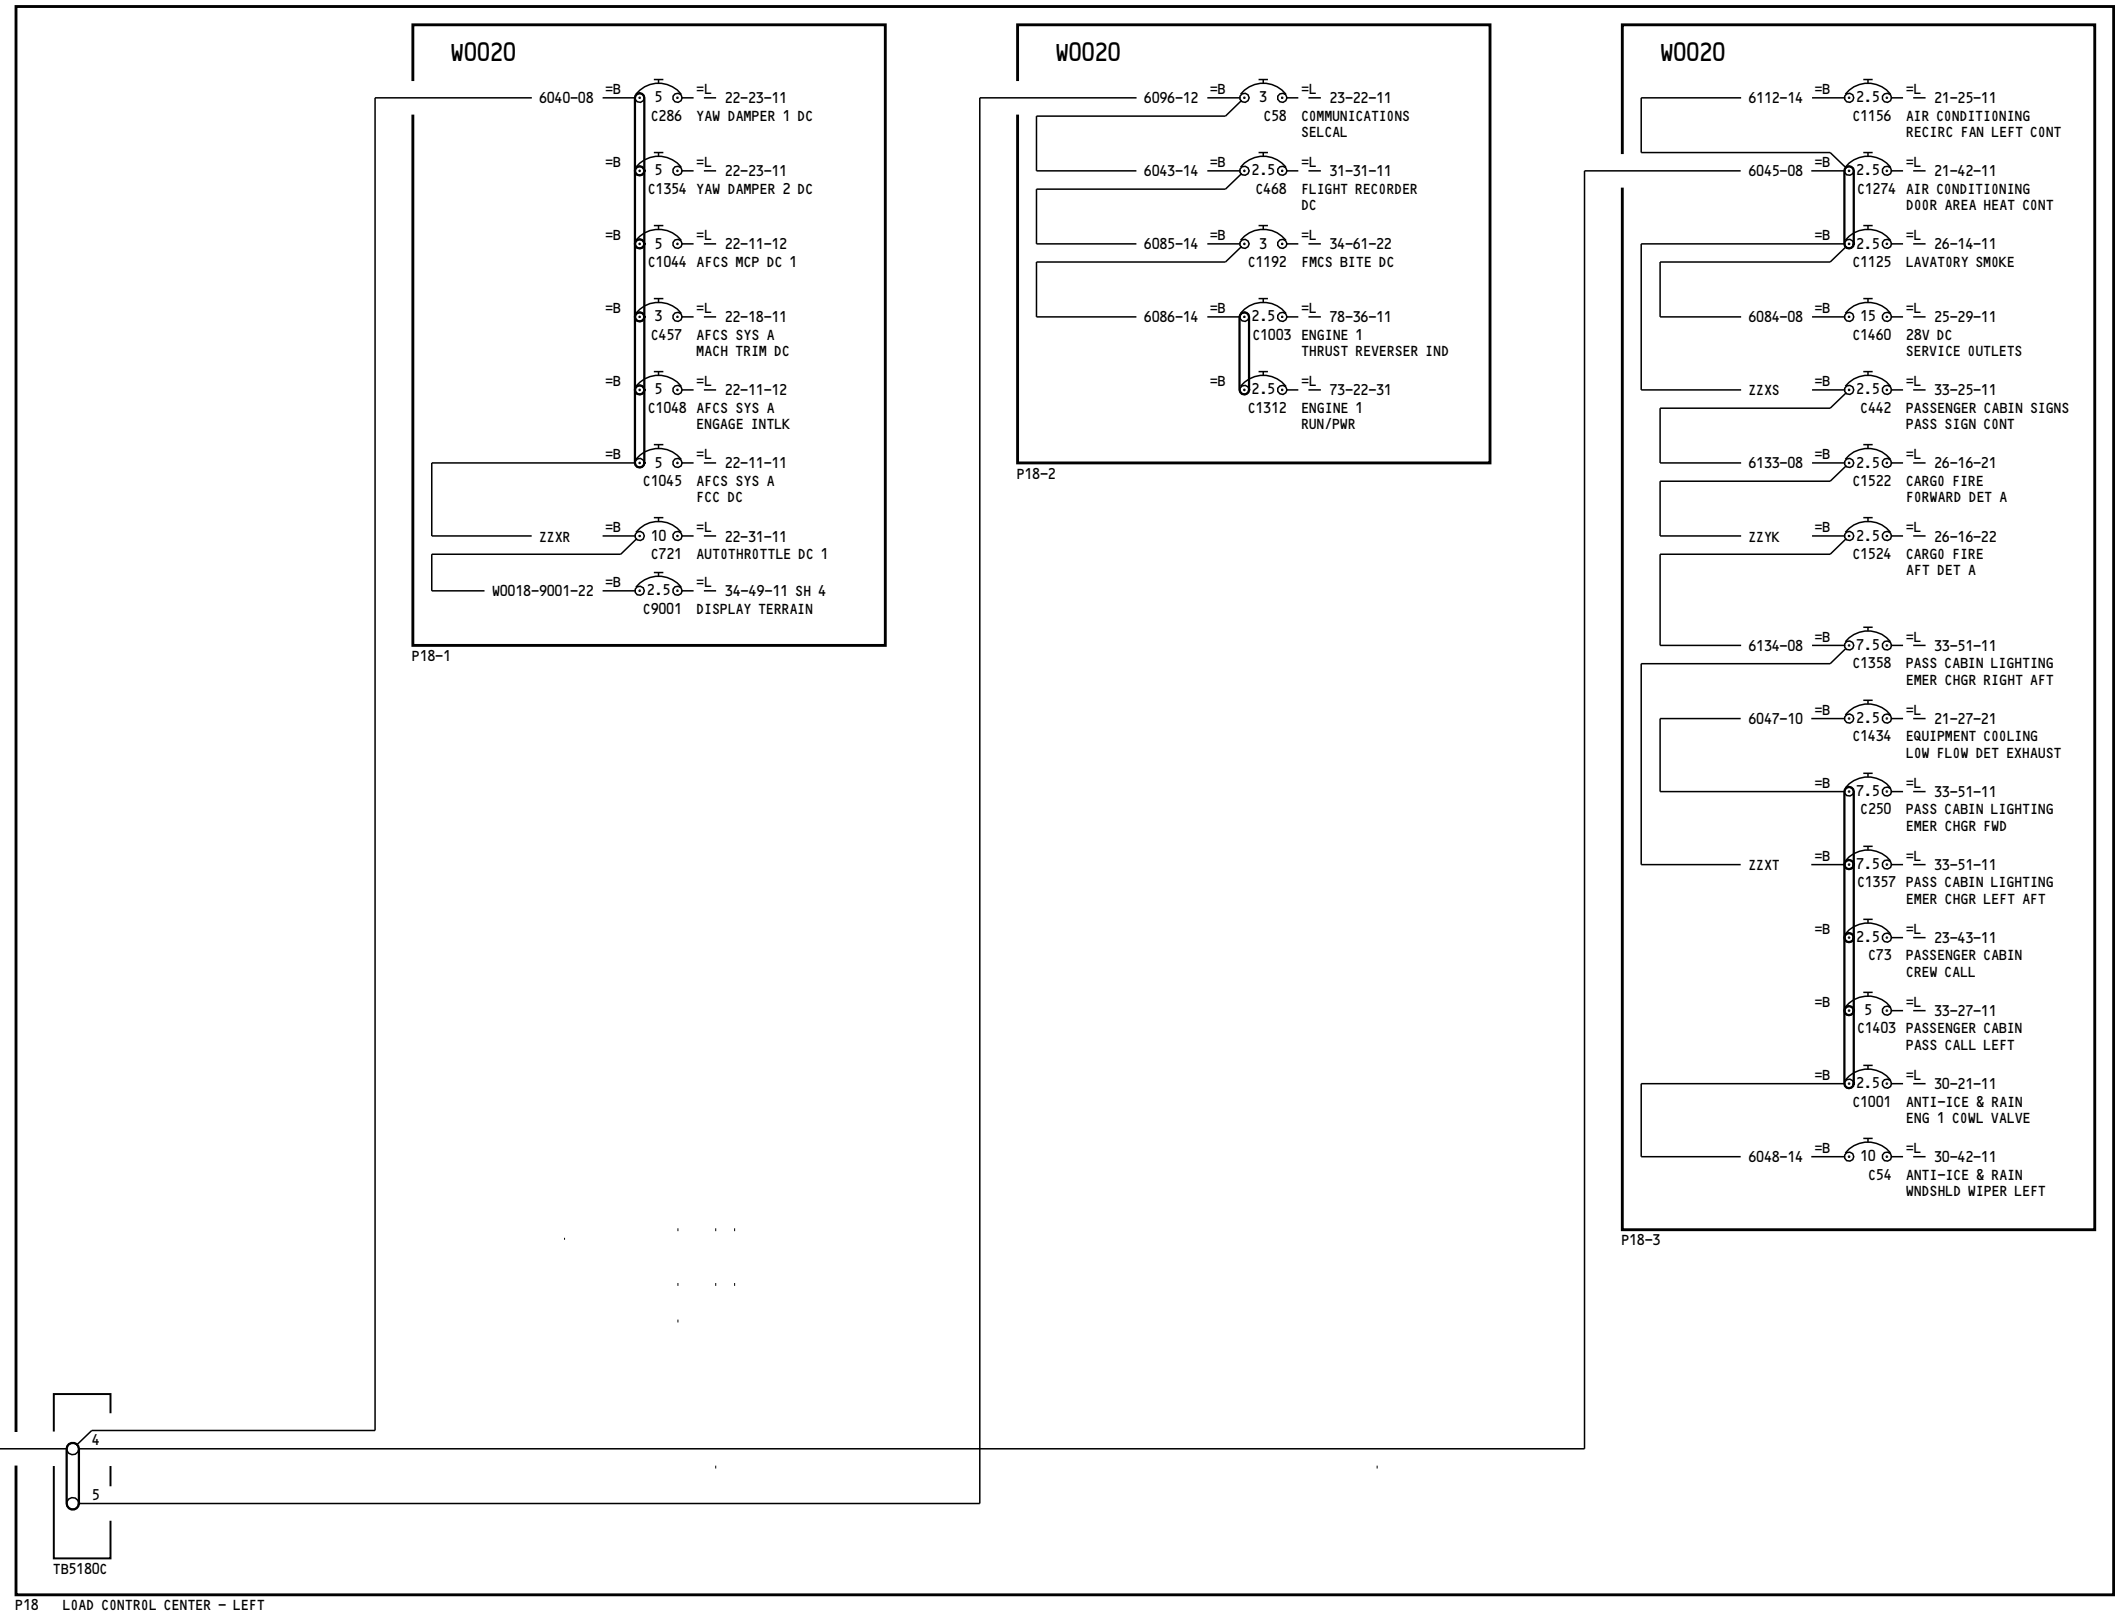 W0020
6040-08 =B 5 =L 22-23-11
C286 YAW DAMPER 1 DC
=B 5 =L 22-23-11
C1354 YAW DAMPER 2 DC
=B 5 =L 22-11-12
C1044 AFCS MCP DC 1
=B 3 =L 22-18-11
C457 AFCS SYS A
MACH TRIM DC
=B 5 =L 22-11-12
C1048 AFCS SYS A
ENGAGE INTLK
=B 5 =L 22-11-11
C1045 AFCS SYS A
FCC DC
ZZXR =B 10 =L 22-31-11
C721 AUTOTHROTTLE DC 1
W0018-9001-22 =B 2.5 =L 34-49-11 SH 4
C9001 DISPLAY TERRAIN
P18-1
W0020
6096-12 =B 3 =L 23-22-11
C58 COMMUNICATIONS
SELCAL
6043-14 =B 2.5 =L 31-31-11
C468 FLIGHT RECORDER
DC
6085-14 =B 3 =L 34-61-22
C1192 FMCS BITE DC
6086-14 =B 2.5 =L 78-36-11
C1003 ENGINE 1
THRUST REVERSER IND
=B 2.5 =L 73-22-31
C1312 ENGINE 1
RUN/PWR
P18-2
W0020
6112-14 =B 2.5 =L 21-25-11
C1156 AIR CONDITIONING
RECIRC FAN LEFT CONT
6045-08 =B 2.5 =L 21-42-11
C1274 AIR CONDITIONING
DOOR AREA HEAT CONT
=B 2.5 =L 26-14-11
C1125 LAVATORY SMOKE
6084-08 =B 15 =L 25-29-11
C1460 28V DC
SERVICE OUTLETS
ZZXS =B 2.5 =L 33-25-11
C442 PASSENGER CABIN SIGNS
PASS SIGN CONT
6133-08 =B 2.5 =L 26-16-21
C1522 CARGO FIRE
FORWARD DET A
ZZYK =B 2.5 =L 26-16-22
C1524 CARGO FIRE
AFT DET A
6134-08 =B 7.5 =L 33-51-11
C1358 PASS CABIN LIGHTING
EMER CHGR RIGHT AFT
6047-10 =B 2.5 =L 21-27-21
C1434 EQUIPMENT COOLING
LOW FLOW DET EXHAUST
=B 7.5 =L 33-51-11
C250 PASS CABIN LIGHTING
EMER CHGR FWD
ZZXT =B 7.5 =L 33-51-11
C1357 PASS CABIN LIGHTING
EMER CHGR LEFT AFT
=B 2.5 =L 23-43-11
C73 PASSENGER CABIN
CREW CALL
=B 5 =L 33-27-11
C1403 PASSENGER CABIN
PASS CALL LEFT
=B 2.5 =L 30-21-11
C1001 ANTI-ICE & RAIN
ENG 1 COWL VALVE
6048-14 =B 10 =L 30-42-11
C54 ANTI-ICE & RAIN
WNDSHLD WIPER LEFT
P18-3
4
5
TB5180C
P18 LOAD CONTROL CENTER - LEFT